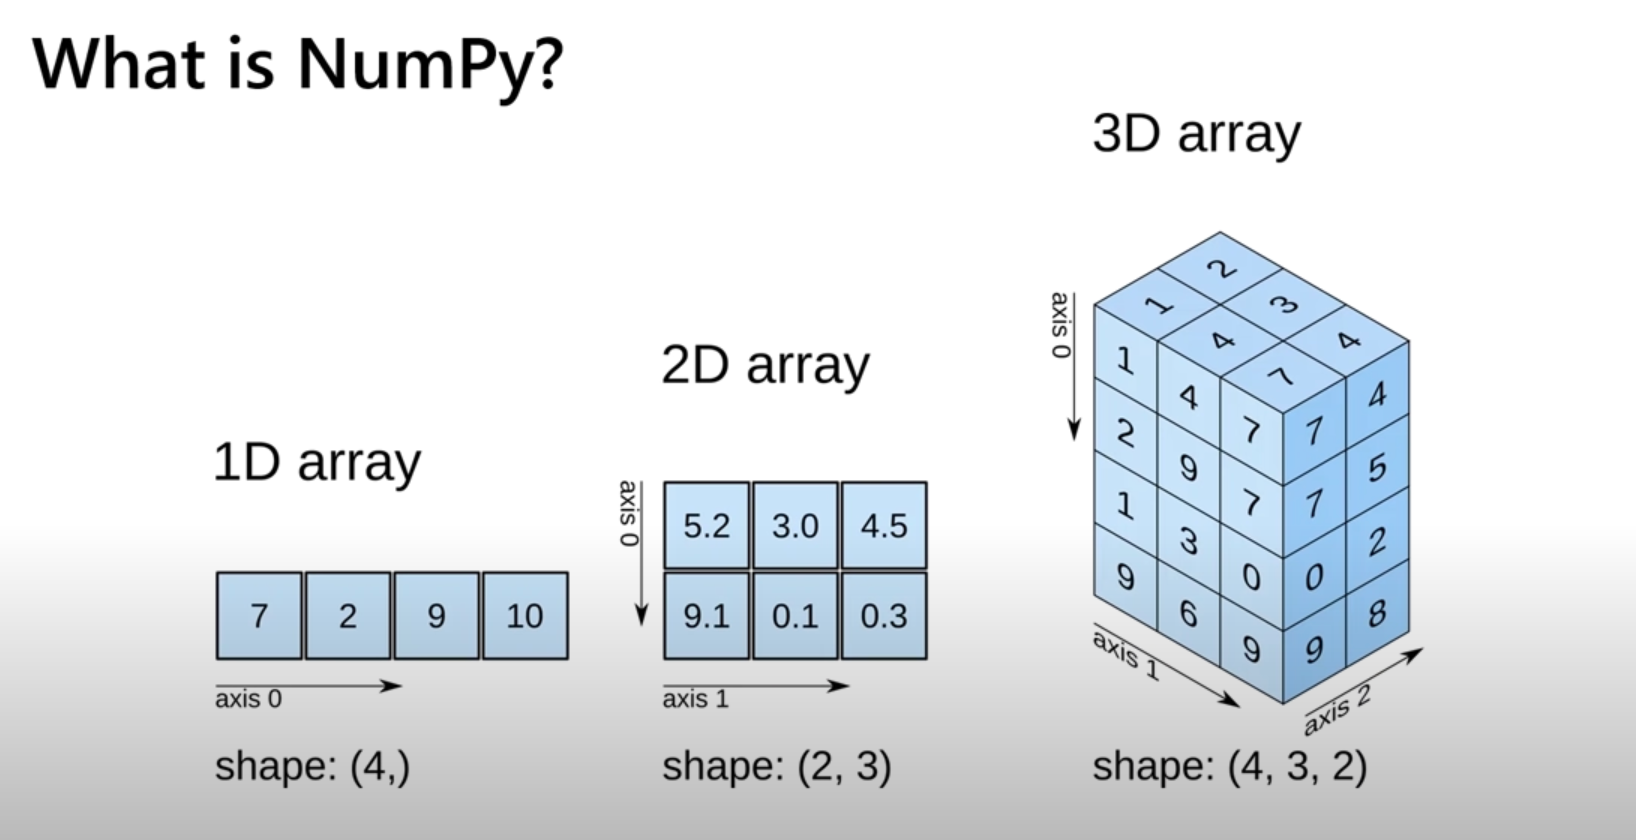 What is NumPy?
1D array
7 2 9 10
axis 0
shape: (4,)
2D array
axis 0
5.2 3.0 4.5
9.1 0.1 0.3
axis 1
shape: (2, 3)
3D array
axis 0
2
1 3
4 4
7
1 4 7 7 4
2 9 7 7 5
1 3 0 0 2
9 6 9 9 8
axis 1
axis 2
shape: (4, 3, 2)